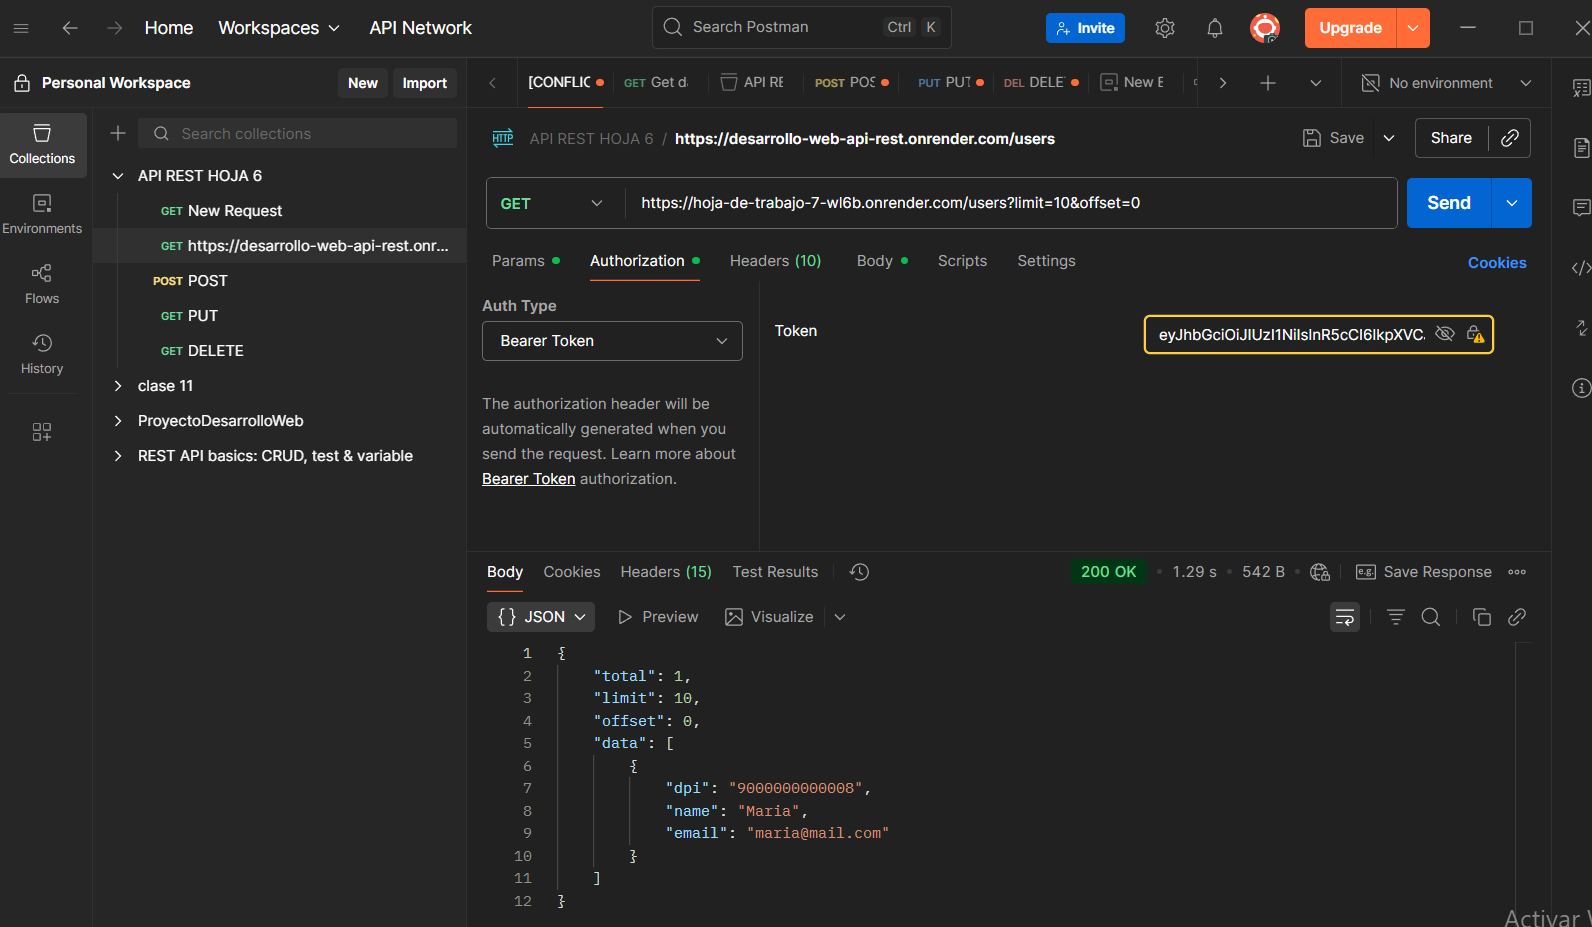 Home
Workspaces
API Network
Search Postman
Ctrl K
Invite
Upgrade
Personal Workspace
New
Import
[CONFLIC
GET Get d
API RE
POST POS
PUT PUT
DEL DELE
New E
No environment
Collections
Environments
Flows
History
Search collections
API REST HOJA 6
GET New Request
GET https://desarrollo-web-api-rest.onr...
POST POST
GET PUT
GET DELETE
clase 11
ProyectoDesarrolloWeb
REST API basics: CRUD, test & variable
HTTP
API REST HOJA 6 / https://desarrollo-web-api-rest.onrender.com/users
Save
Share
GET
https://hoja-de-trabajo-7-wl6b.onrender.com/users?limit=10&offset=0
Send
Params
Authorization
Headers (10)
Body
Scripts
Settings
Cookies
Auth Type
Bearer Token
The authorization header will be
automatically generated when you
send the request. Learn more about
Bearer Token authorization.
Token
eyJhbGciOiJIUzI1NiIsInR5cCI6IkpXVC.
Body
Cookies
Headers (15)
Test Results
200 OK
1.29 s
542 B
e.g.
Save Response
{} JSON
Preview
Visualize
1 {
2 "total": 1,
3 "limit": 10,
4 "offset": 0,
5 "data": [
6 {
7 "dpi": "9000000000008",
8 "name": "Maria",
9 "email": "maria@mail.com"
10 }
11 ]
12 }
Activar